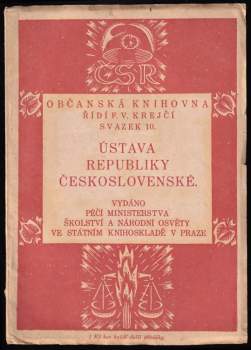 ČSR
OBČANSKÁ KNIHOVNA
ŘÍDÍ F. V. KREJČÍ
SVAZEK 10.
ÚSTAVA
REPUBLIKY
ČESKOSLOVENSKÉ.
VYDÁNO
PÉČÍ MINISTERSTVA
ŠKOLSTVÍ A NÁRODNÍ OSVĚTY
VE STÁTNÍM KNIHOSKLADĚ V PRAZE